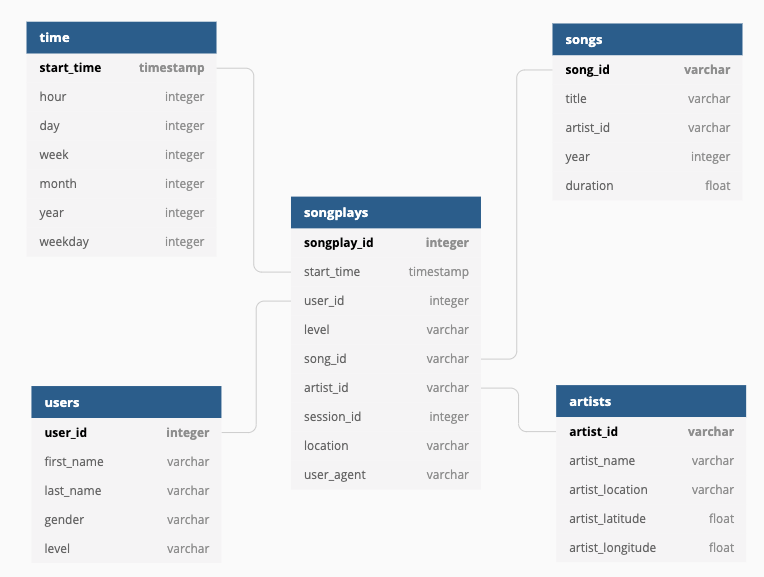 time
start_time timestamp
hour integer
day integer
week integer
month integer
year integer
weekday integer
songs
song_id varchar
title varchar
artist_id varchar
year integer
duration float
songplays
songplay_id integer
start_time timestamp
user_id integer
level varchar
song_id varchar
artist_id varchar
session_id integer
location varchar
user_agent varchar
users
user_id integer
first_name varchar
last_name varchar
gender varchar
level varchar
artists
artist_id varchar
artist_name varchar
artist_location varchar
artist_latitude float
artist_longitude float